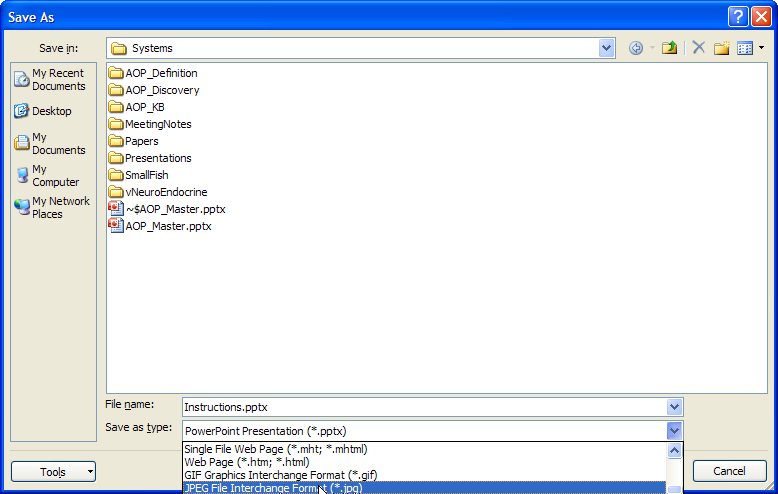 Save As
Save in:
Systems
My Recent
Documents
Desktop
My
Documents
My
Computer
My Network
Places
AOP_Definition
AOP_Discovery
AOP_KB
MeetingNotes
Papers
Presentations
SmallFish
vNeuroEndocrine
~$AOP_Master.pptx
AOP_Master.pptx
File name:
Instructions.pptx
Save as type:
PowerPoint Presentation (*.pptx)
Single File Web Page (*.mht; *.mhtml)
Web Page (*.htm; *.html)
GIF Graphics Interchange Format (*.gif)
JPEG File Interchange Format (*.jpg)
Tools
Cancel